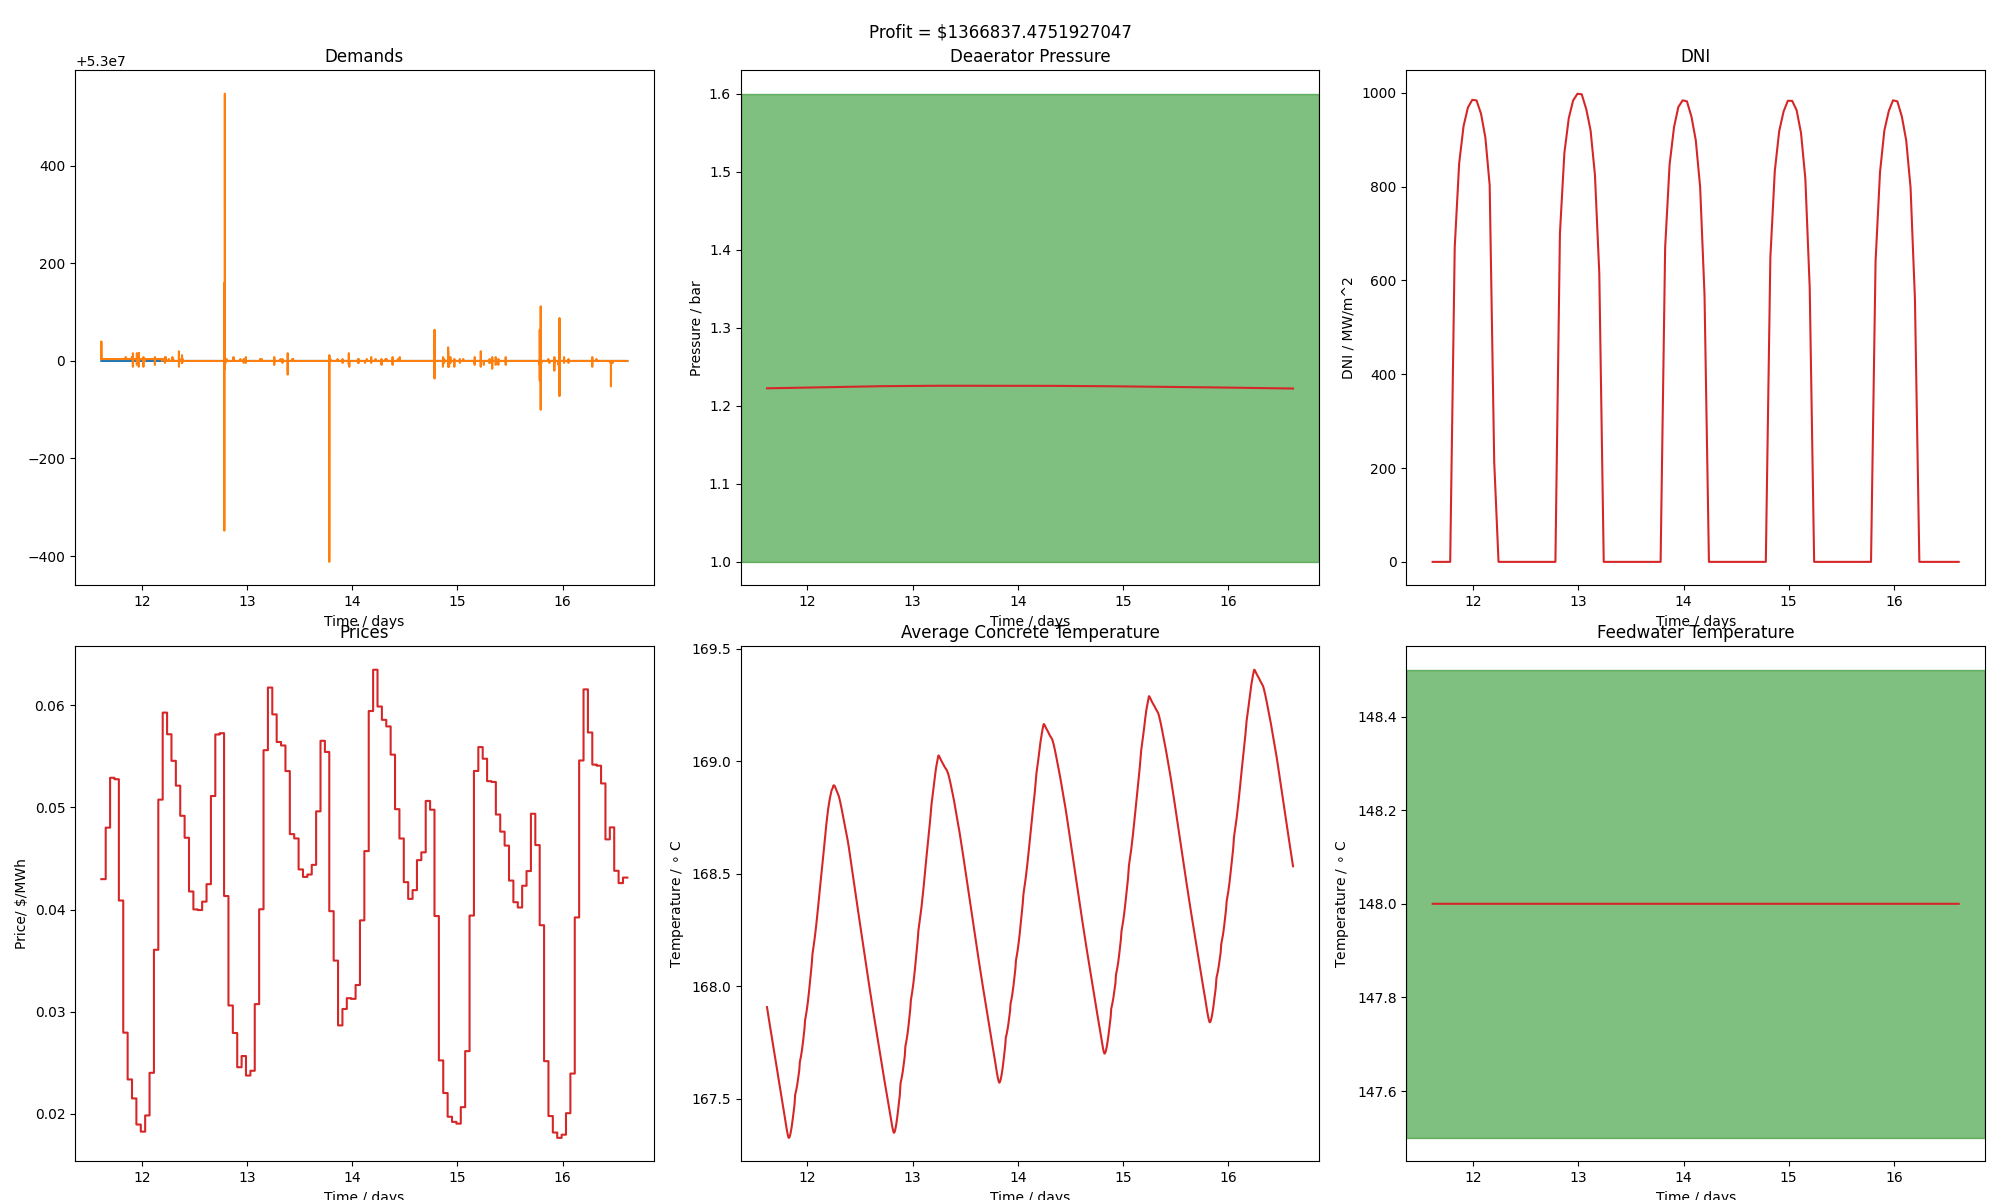 Profit = $1366837.4751927047
Demands
+5.3e7
400
200
0
−200
−400
12 13 14 15 16
Time / days
Deaerator Pressure
Pressure / bar
1.6
1.5
1.4
1.3
1.2
1.1
1.0
12 13 14 15 16
Time / days
DNI
DNI / MW/m^2
1000
800
600
400
200
0
12 13 14 15 16
Time / days
Prices
Price/ $/MWh
0.06
0.05
0.04
0.03
0.02
12 13 14 15 16
Time / days
Average Concrete Temperature
Temperature / ∘ C
169.5
169.0
168.5
168.0
167.5
12 13 14 15 16
Time / days
Feedwater Temperature
Temperature / ∘ C
148.4
148.2
148.0
147.8
147.6
12 13 14 15 16
Time / days